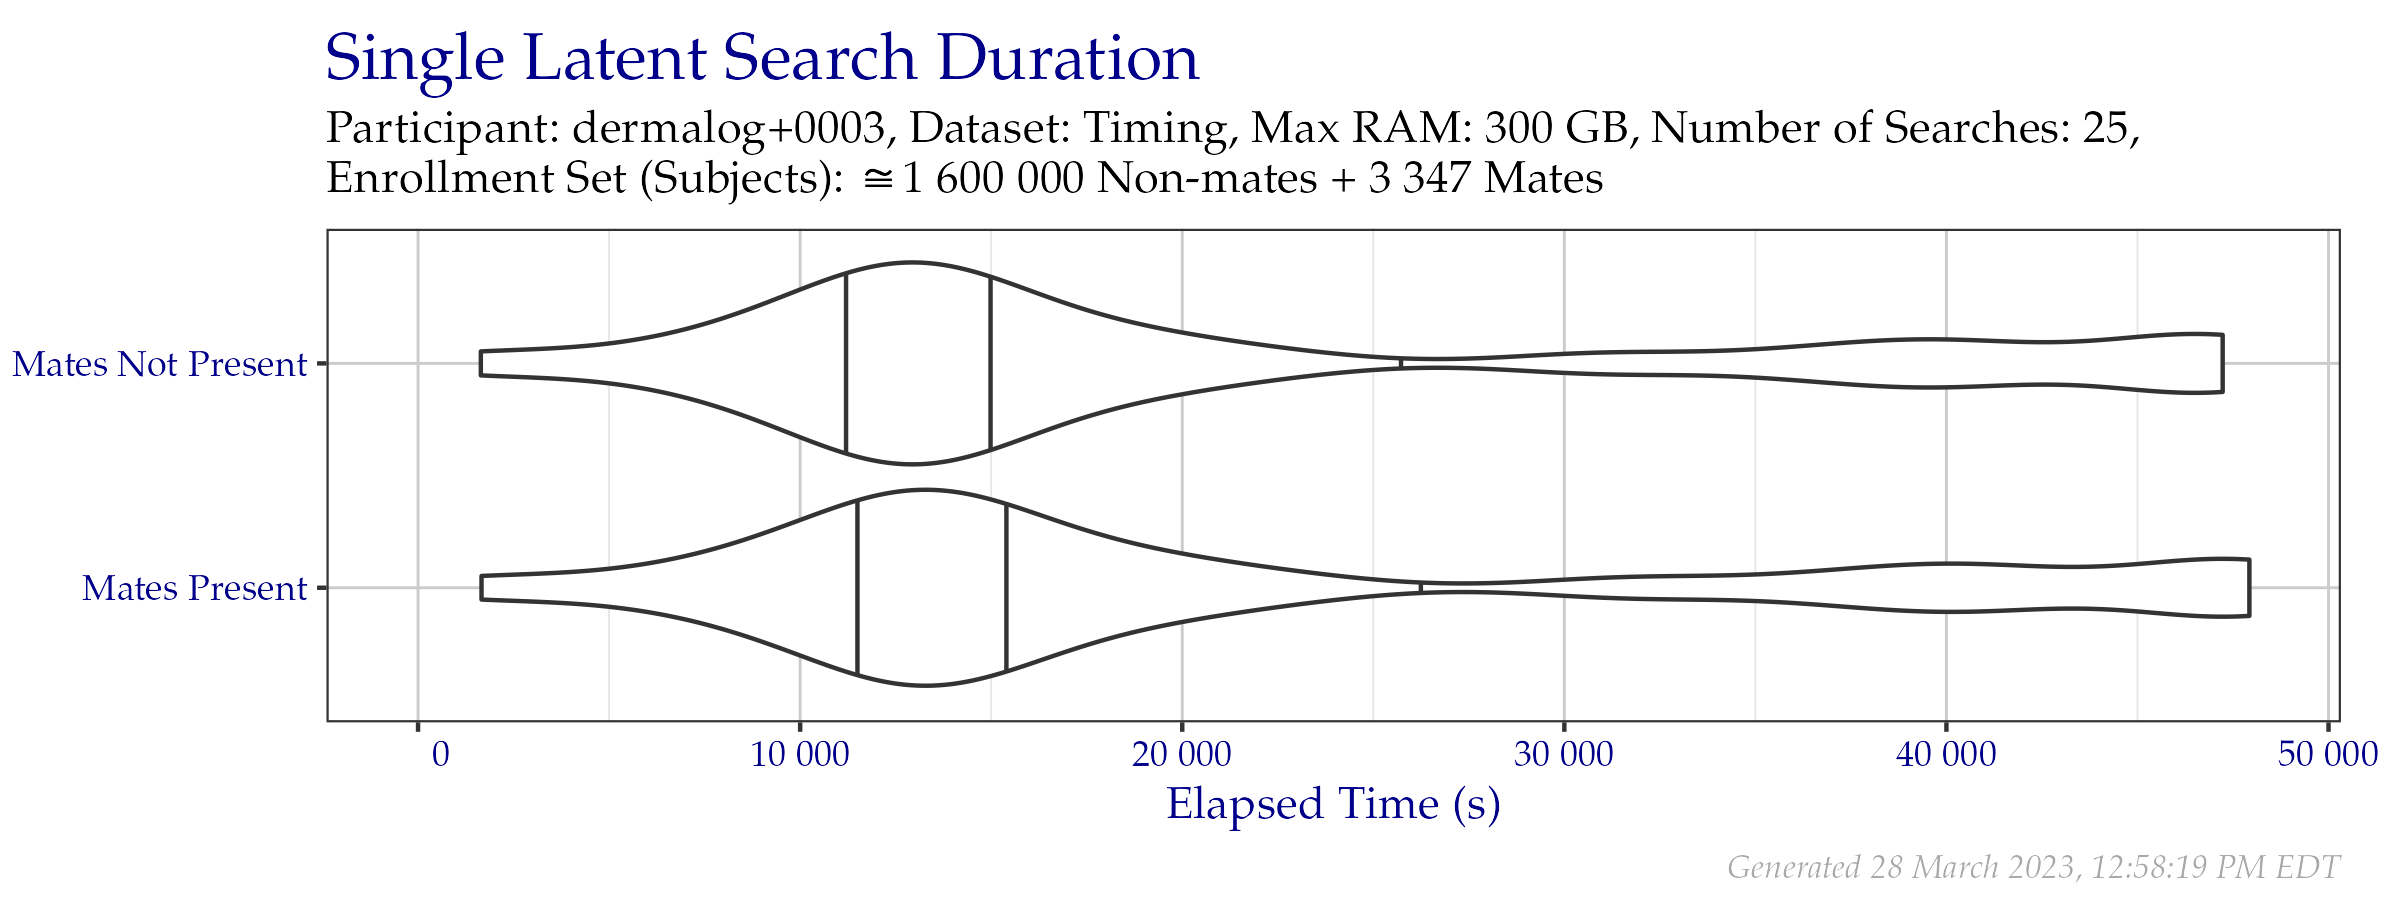 Single Latent Search Duration
Participant: dermalog+0003, Dataset: Timing, Max RAM: 300 GB, Number of Searches: 25,
Enrollment Set (Subjects): ≅ 1 600 000 Non-mates + 3 347 Mates
Mates Not Present
Mates Present
0 10 000 20 000 30 000 40 000 50 000
Elapsed Time (s)
Generated 28 March 2023, 12:58:19 PM EDT